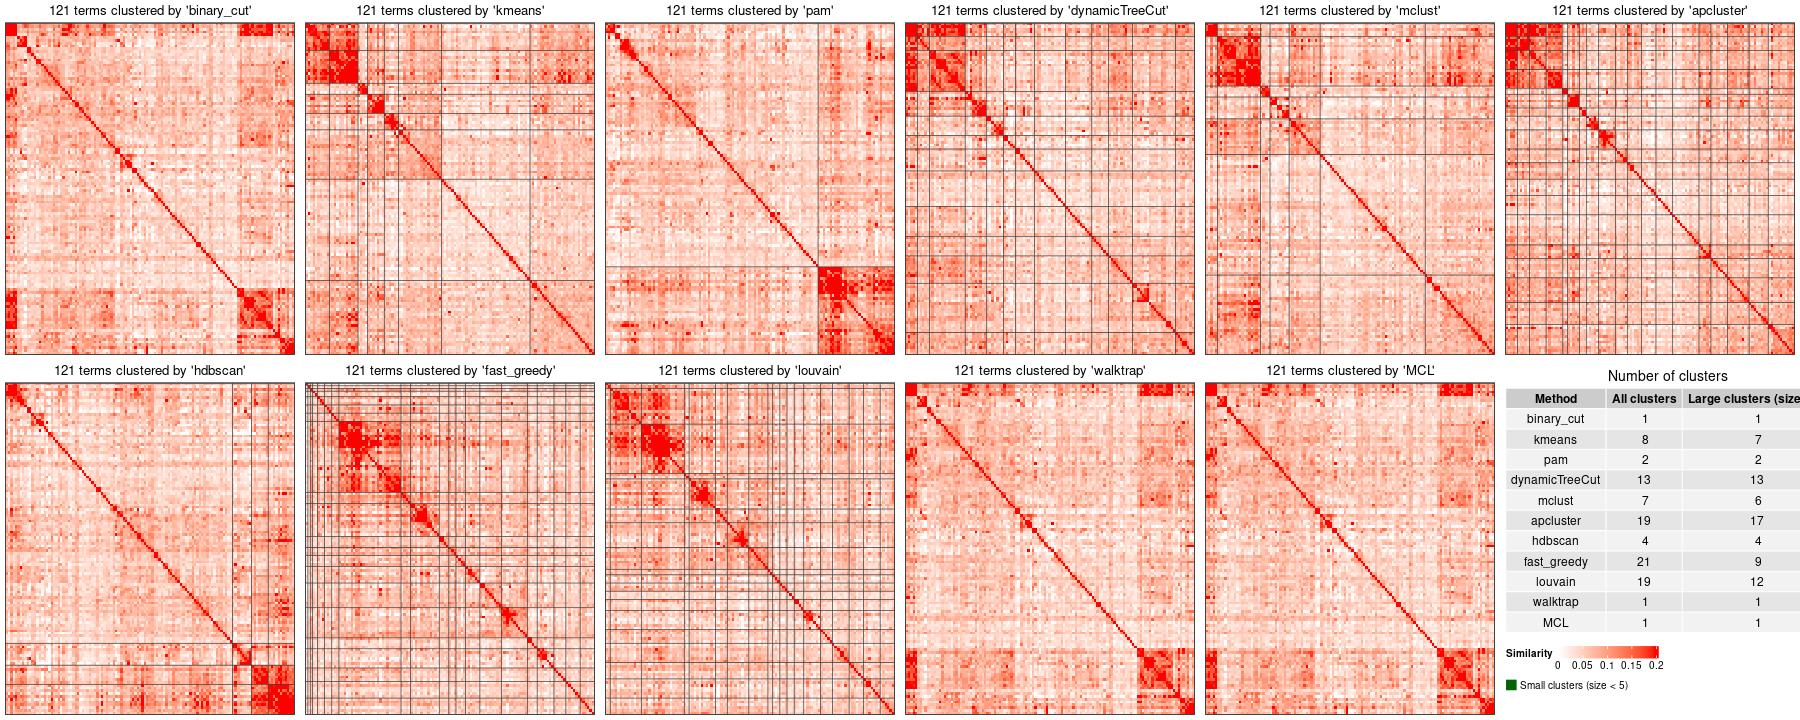 121 terms clustered by 'binary_cut'
121 terms clustered by 'kmeans'
121 terms clustered by 'pam'
121 terms clustered by 'dynamicTreeCut'
121 terms clustered by 'mclust'
121 terms clustered by 'apcluster'
121 terms clustered by 'hdbscan'
121 terms clustered by 'fast_greedy'
121 terms clustered by 'louvain'
121 terms clustered by 'walktrap'
121 terms clustered by 'MCL'
Number of clusters
Method All clusters Large clusters (size
binary_cut 1 1
kmeans 8 7
pam 2 2
dynamicTreeCut 13 13
mclust 7 6
apcluster 19 17
hdbscan 4 4
fast_greedy 21 9
louvain 19 12
walktrap 1 1
MCL 1 1
Similarity
0 0.05 0.1 0.15 0.2
Small clusters (size < 5)